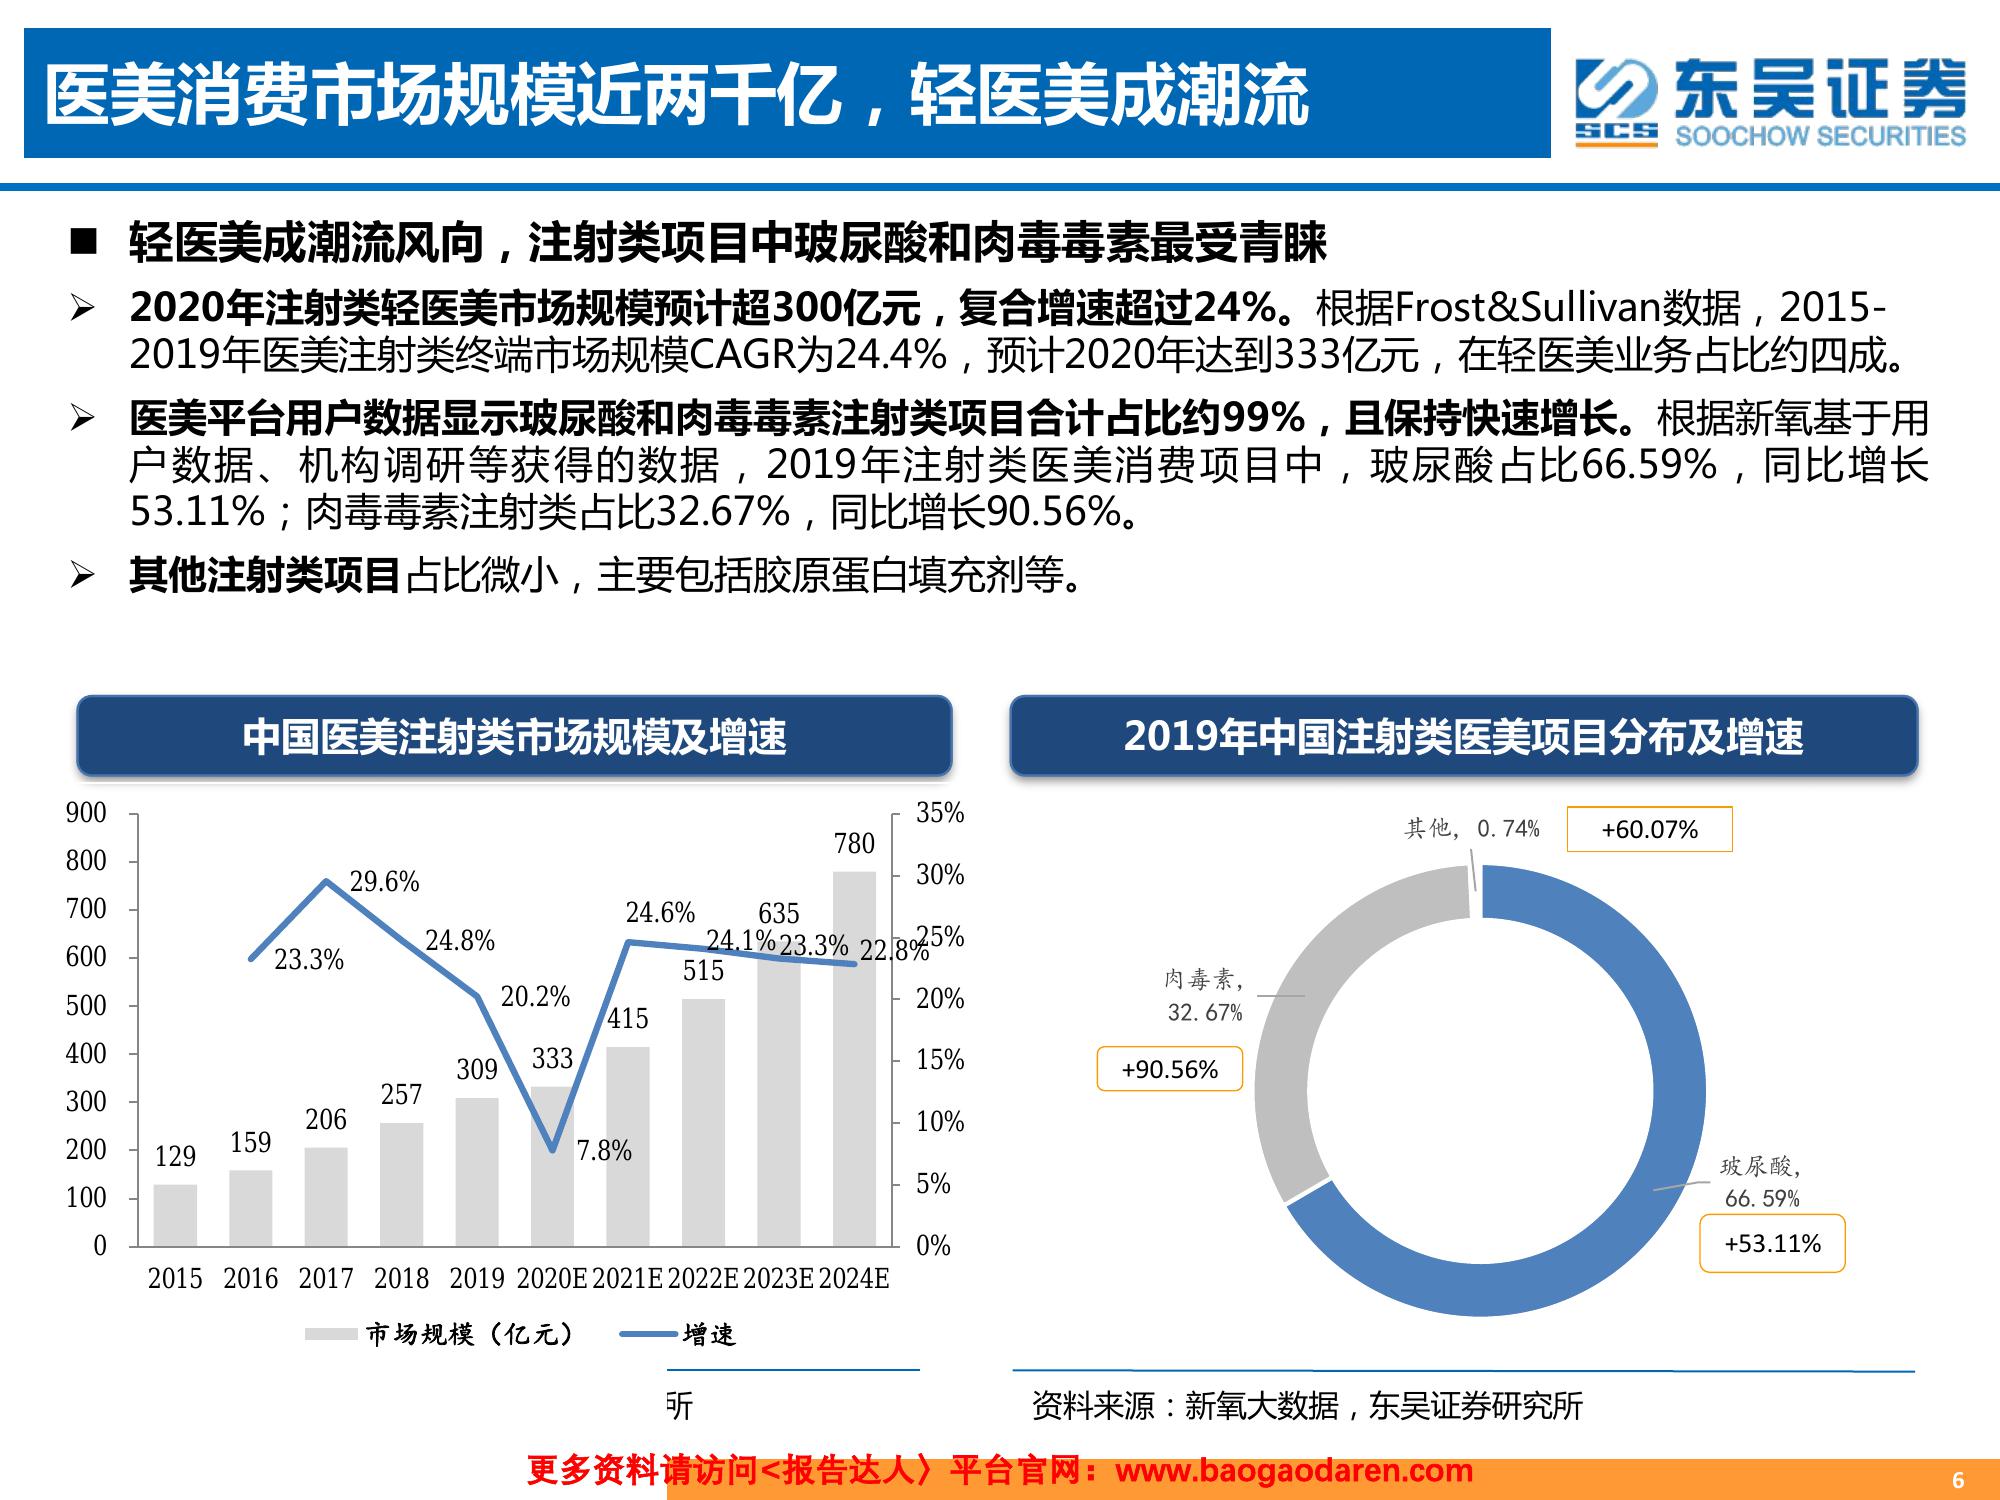 医美消费市场规模近两千亿，轻医美成潮流
东吴证券
SCS
SOOCHOW SECURITIES
■ 轻医美成潮流风向，注射类项目中玻尿酸和肉毒毒素最受青睐
➢ 2020年注射类轻医美市场规模预计超300亿元，复合增速超过24%。根据Frost&Sullivan数据，2015-
2019年医美注射类终端市场规模CAGR为24.4%，预计2020年达到333亿元，在轻医美业务占比约四成。
➢ 医美平台用户数据显示玻尿酸和肉毒毒素注射类项目合计占比约99%，且保持快速增长。根据新氧基于用
户数据、机构调研等获得的数据，2019年注射类医美消费项目中，玻尿酸占比66.59%，同比增长
53.11%；肉毒毒素注射类占比32.67%，同比增长90.56%。
➢ 其他注射类项目占比微小，主要包括胶原蛋白填充剂等。
中国医美注射类市场规模及增速
900
800
700
600
500
400
300
200
100
0
35%
30%
25%
20%
15%
10%
5%
0%
129
159
206
257
309
333
415
515
635
780
23.3%
29.6%
24.8%
20.2%
7.8%
24.6%
24.1%
23.3%
22.8%
2015 2016 2017 2018 2019 2020E 2021E 2022E 2023E 2024E
市场规模（亿元） 增速
所
2019年中国注射类医美项目分布及增速
其他, 0.74%
+60.07%
肉毒素,
32.67%
+90.56%
玻尿酸,
66.59%
+53.11%
资料来源：新氧大数据，东吴证券研究所
更多资料请访问<报告达人〉平台官网：www.baogaodaren.com
6